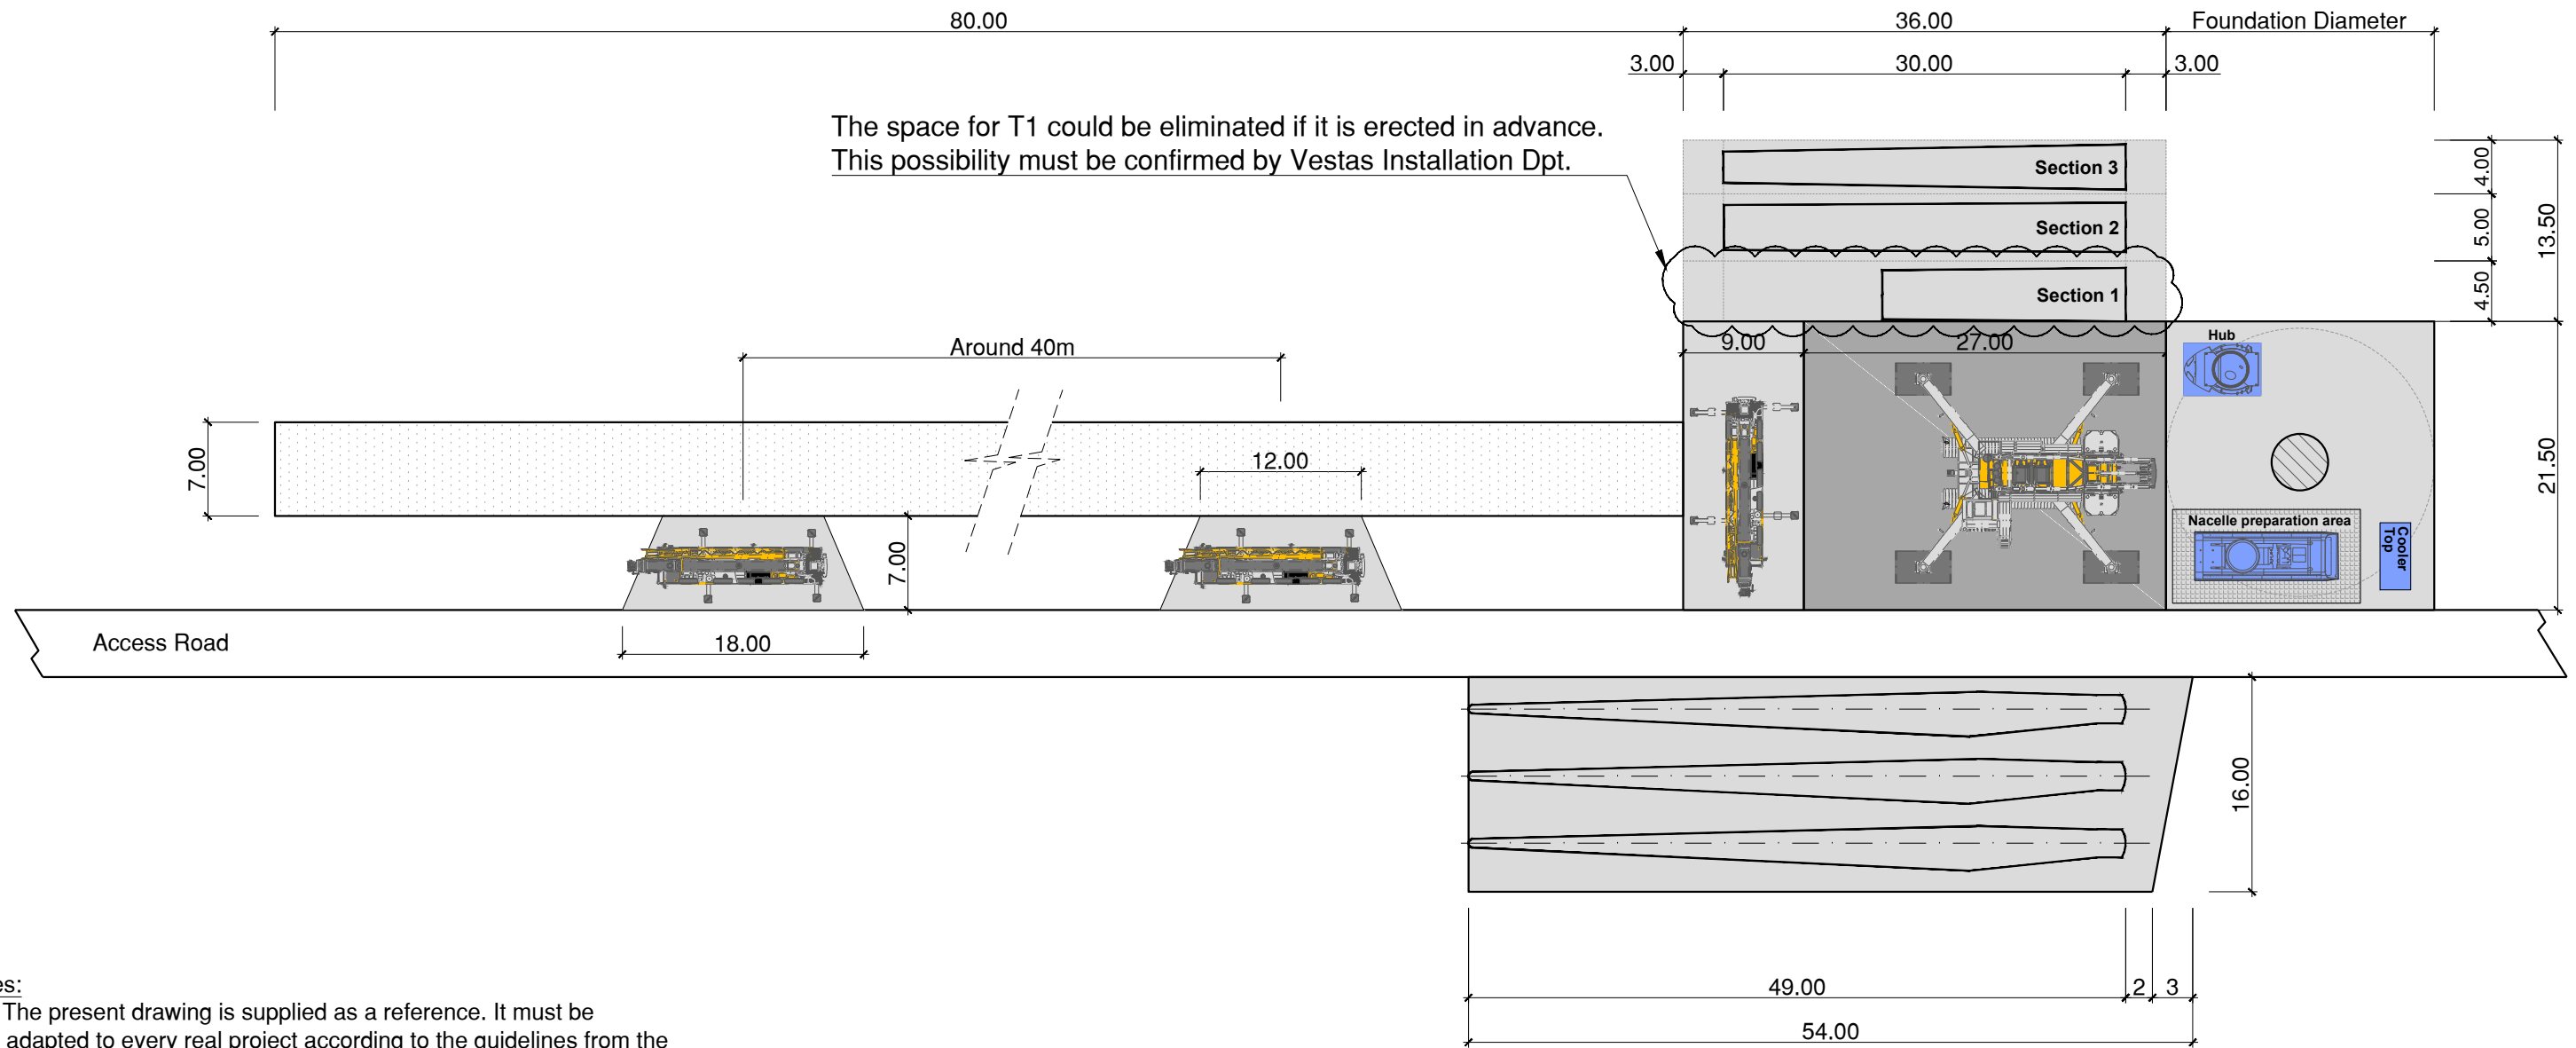 80.00
36.00
Foundation Diameter
3.00
30.00
3.00
The space for T1 could be eliminated if it is erected in advance.
This possibility must be confirmed by Vestas Installation Dpt.
Section 3
4.00
Section 2
5.00
13.50
Section 1
4.50
Around 40m
9.00
27.00
Hub
7.00
12.00
21.50
7.00
Nacelle preparation area
Cooler
Top
Access Road
18.00
16.00
49.00
2
3
54.00
es:
The present drawing is supplied as a reference. It must be
adapted to every real project according to the guidelines from the